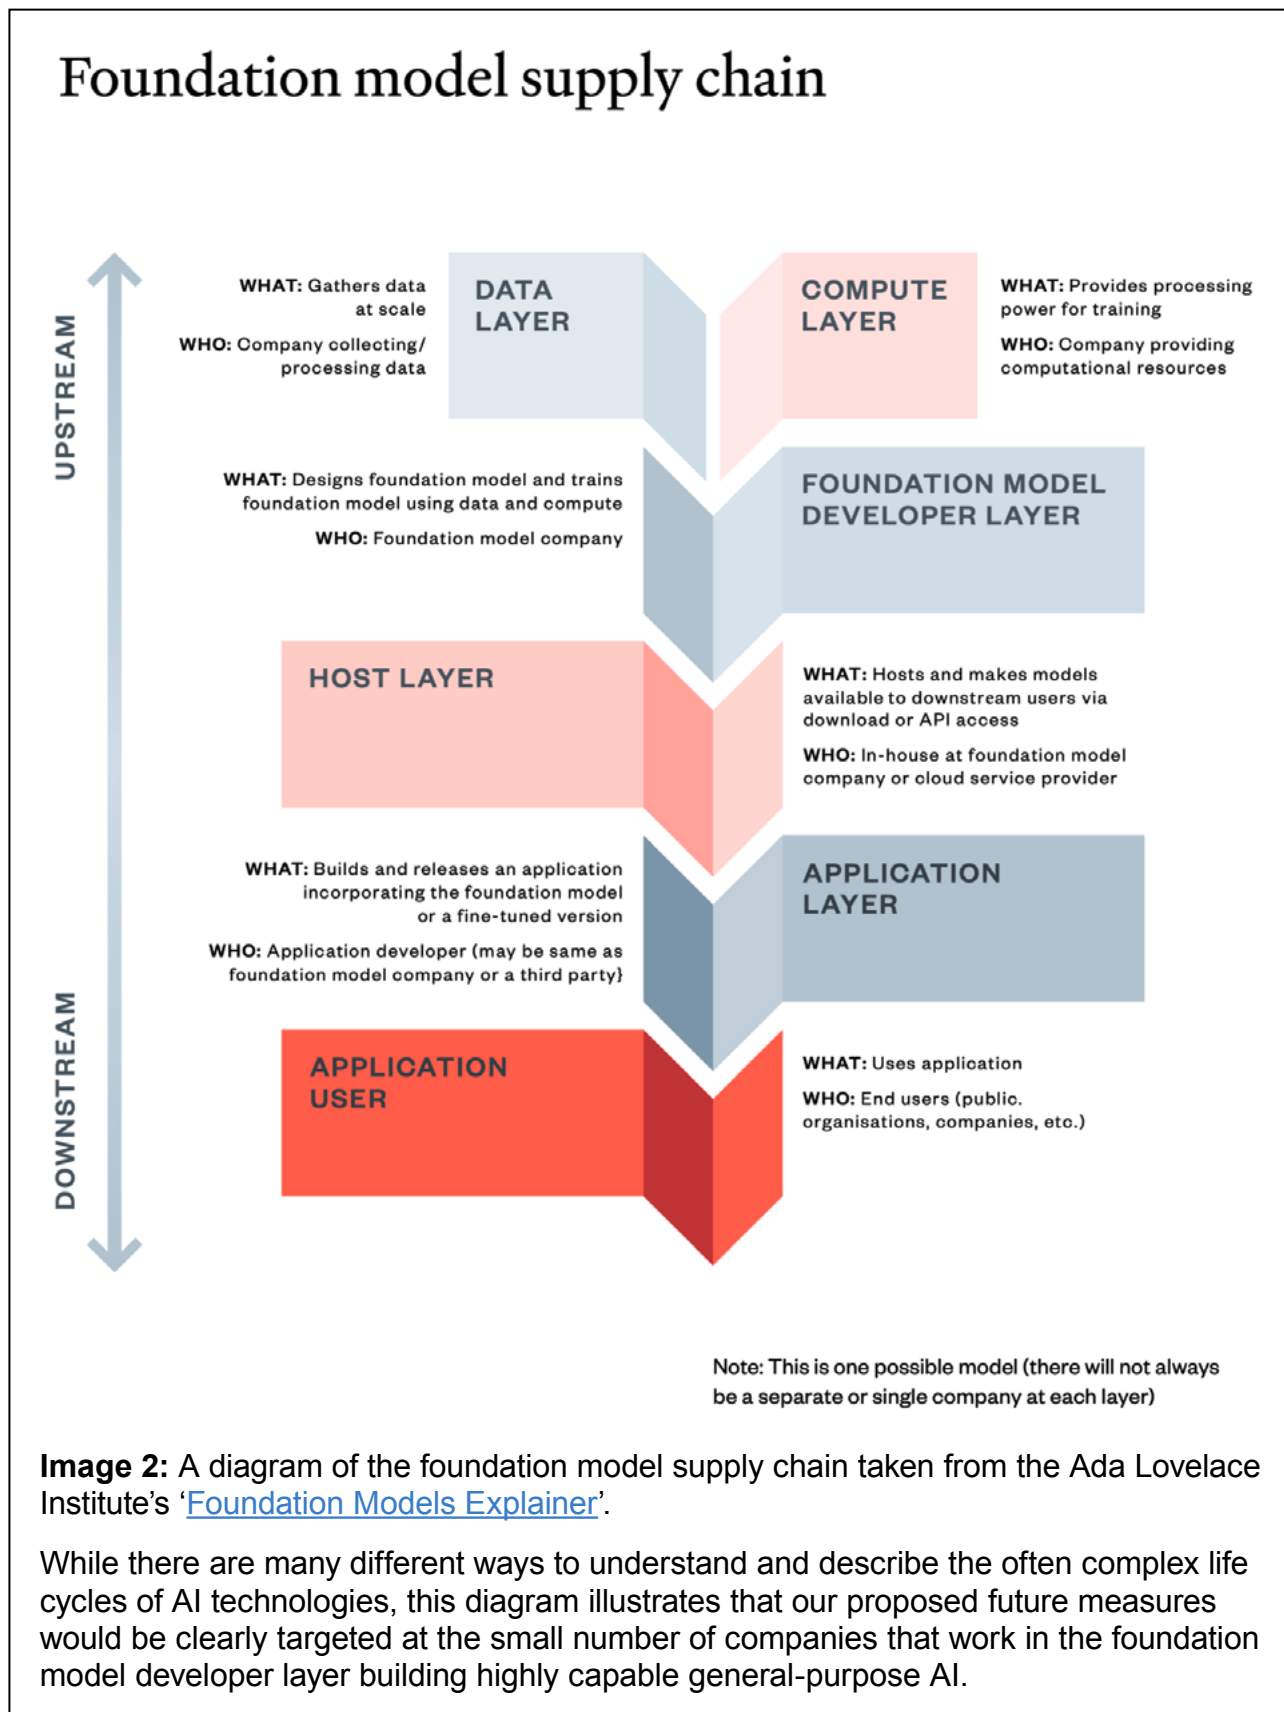 Foundation model supply chain
UPSTREAM
DOWNSTREAM
WHAT: Gathers data
at scale
WHO: Company collecting/
processing data
DATA
LAYER
COMPUTE
LAYER
WHAT: Provides processing
power for training
WHO: Company providing
computational resources
WHAT: Designs foundation model and trains
foundation model using data and compute
WHO: Foundation model company
FOUNDATION MODEL
DEVELOPER LAYER
HOST LAYER
WHAT: Hosts and makes models
available to downstream users via
download or API access
WHO: In-house at foundation model
company or cloud service provider
WHAT: Builds and releases an application
incorporating the foundation model
or a fine-tuned version
WHO: Application developer (may be same as
foundation model company or a third party}
APPLICATION
LAYER
APPLICATION
USER
WHAT: Uses application
WHO: End users (public.
organisations, companies, etc.)
Note: This is one possible model (there will not always
be a separate or single company at each layer)
Image 2: A diagram of the foundation model supply chain taken from the Ada Lovelace
Institute’s ‘Foundation Models Explainer’.
While there are many different ways to understand and describe the often complex life
cycles of AI technologies, this diagram illustrates that our proposed future measures
would be clearly targeted at the small number of companies that work in the foundation
model developer layer building highly capable general-purpose AI.